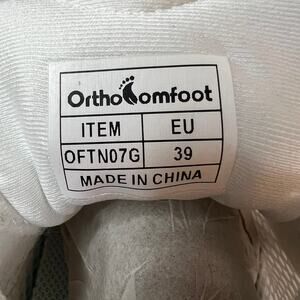 OrthoComfoot
ITEM EU
OFTN07G 39
MADE IN CHINA